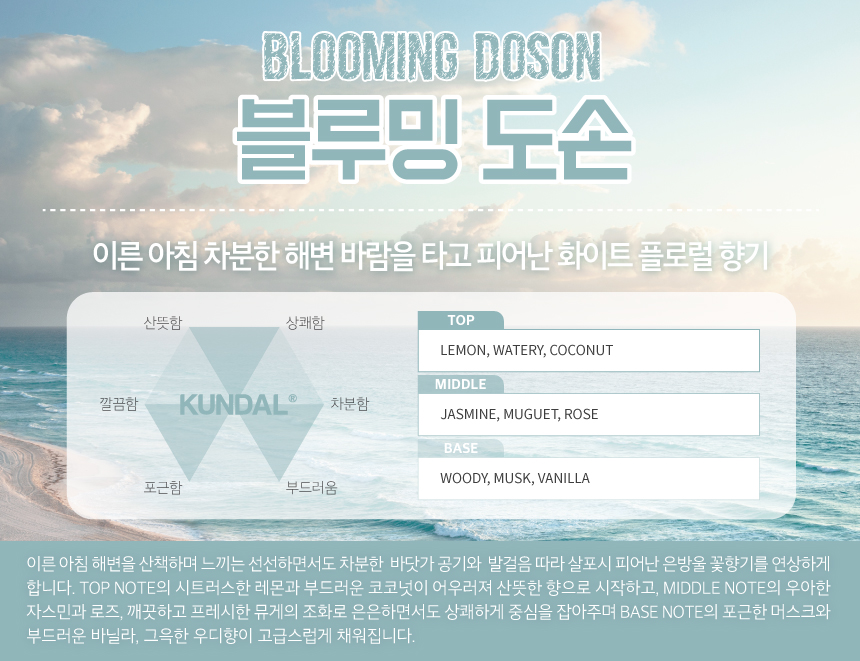 BLOOMING DOSON
블루밍 도손
이른 아침 차분한 해변 바람을 타고 피어난 화이트 플로럴 향기
산뜻함
상쾌함
깔끔함
KUNDAL®
차분함
포근함
부드러움
TOP
LEMON, WATERY, COCONUT
MIDDLE
JASMINE, MUGUET, ROSE
BASE
WOODY, MUSK, VANILLA
이른 아침 해변을 산책하며 느끼는 선선하면서도 차분한 바닷가 공기와 발걸음 따라 살포시 피어난 은방울 꽃향기를 연상하게
합니다. TOP NOTE의 시트러스한 레몬과 부드러운 코코넛이 어우러져 산뜻한 향으로 시작하고, MIDDLE NOTE의 우아한
자스민과 로즈, 깨끗하고 프레시한 뮤게의 조화로 은은하면서도 상쾌하게 중심을 잡아주며 BASE NOTE의 포근한 머스크와
부드러운 바닐라, 그윽한 우디향이 고급스럽게 채워집니다.